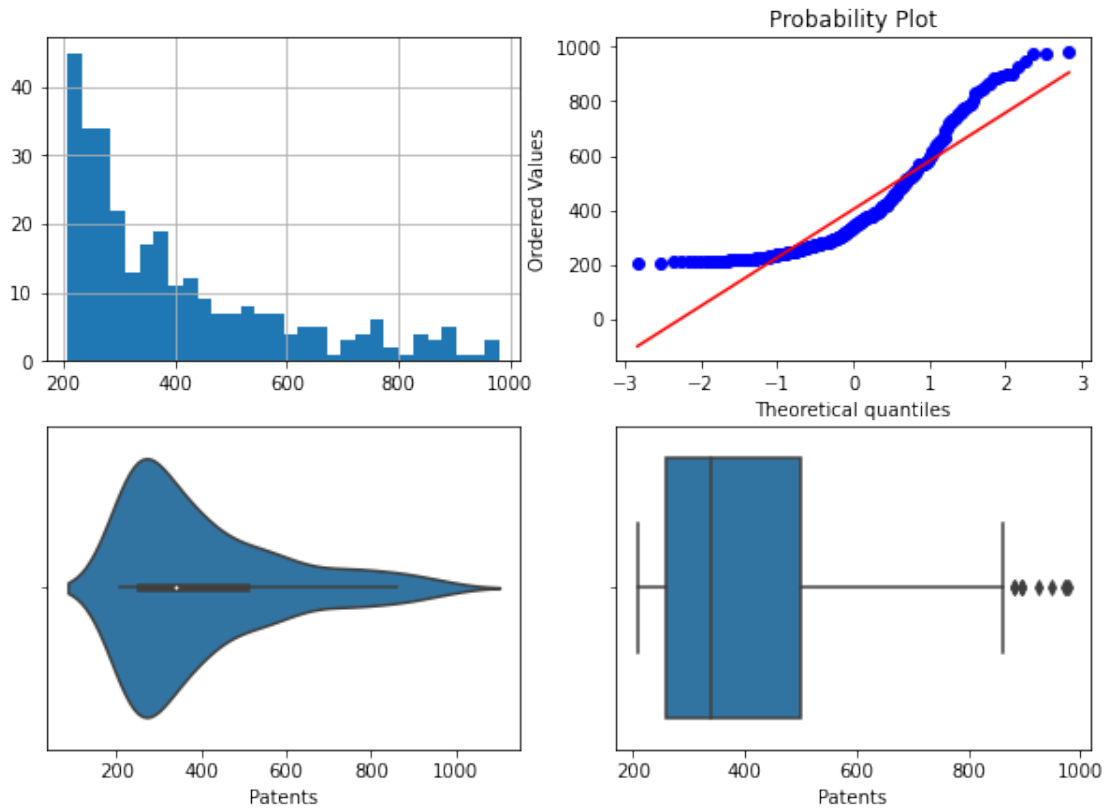 Probability Plot
40
30
20
10
0
200 400 600 800 1000
Ordered Values
1000
800
600
400
200
0
−3 −2 −1 0 1 2 3
Theoretical quantiles
200 400 600 800 1000
Patents
200 400 600 800 1000
Patents